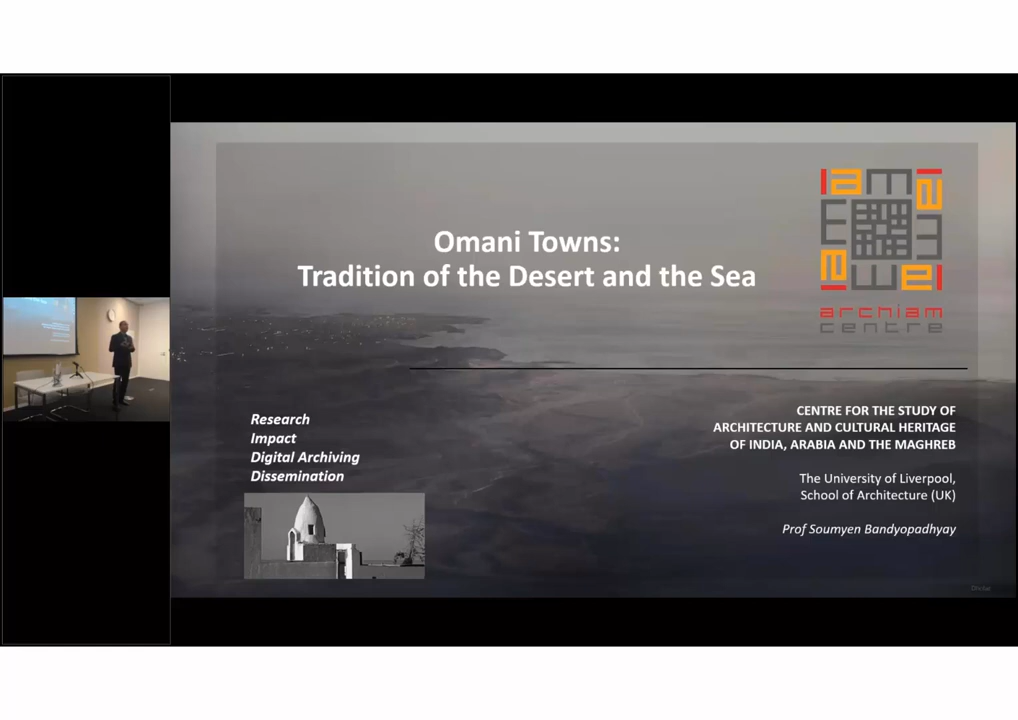 Omani Towns:
Tradition of the Desert and the Sea
archiam
centre
Research
Impact
Digital Archiving
Dissemination
CENTRE FOR THE STUDY OF
ARCHITECTURE AND CULTURAL HERITAGE
OF INDIA, ARABIA AND THE MAGHREB
The University of Liverpool,
School of Architecture (UK)
Prof Soumyen Bandyopadhyay